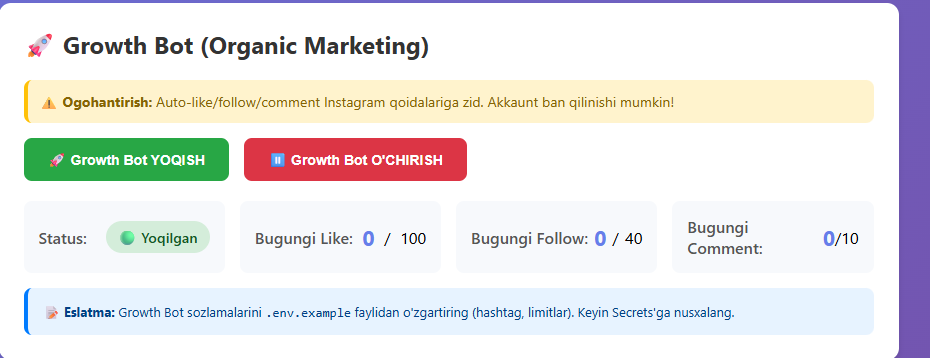 🚀 Growth Bot (Organic Marketing)
⚠️ Ogohantirish: Auto-like/follow/comment Instagram qoidalariga zid. Akkaunt ban qilinishi mumkin!
🚀 Growth Bot YOQISH
⏸️ Growth Bot O'CHIRISH
Status: 🟢 Yoqilgan
Bugungi Like: 0 / 100
Bugungi Follow: 0 / 40
Bugungi
Comment: 0/10
📝 Eslatma: Growth Bot sozlamalarini .env.example faylidan o'zgartiring (hashtag, limitlar). Keyin Secrets'ga nusxalang.